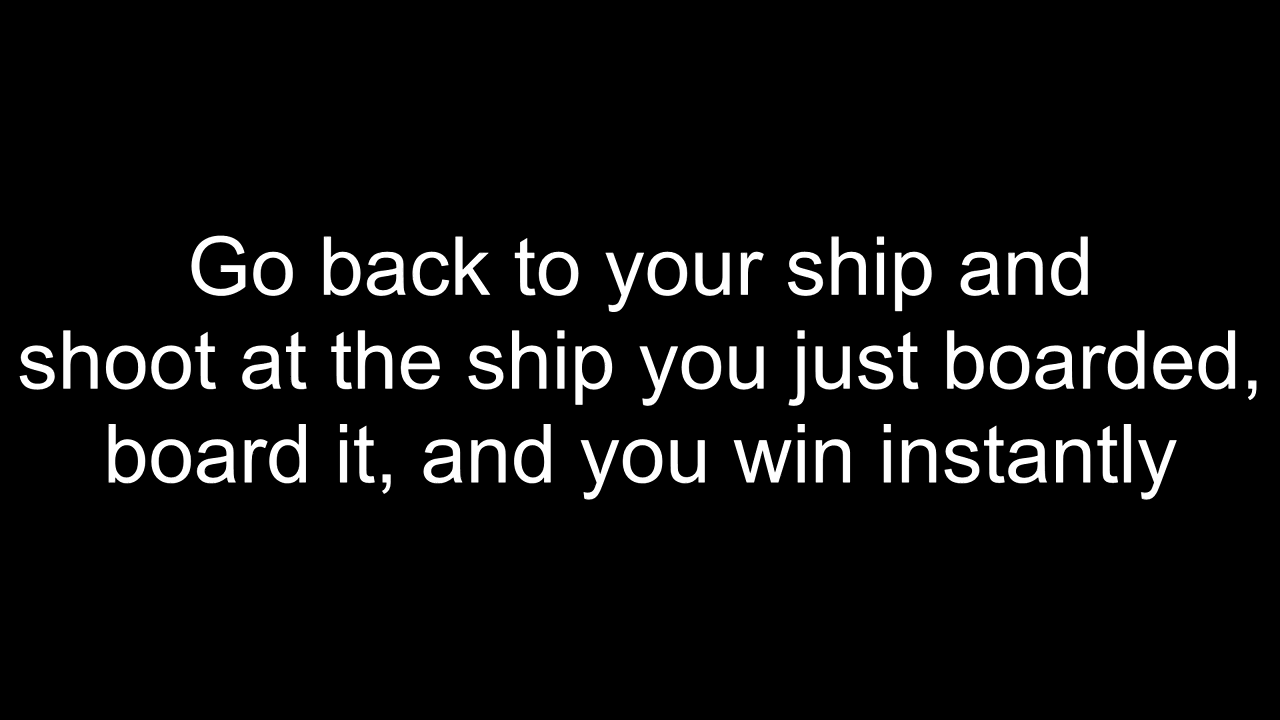 Go back to your ship and
shoot at the ship you just boarded,
board it, and you win instantly